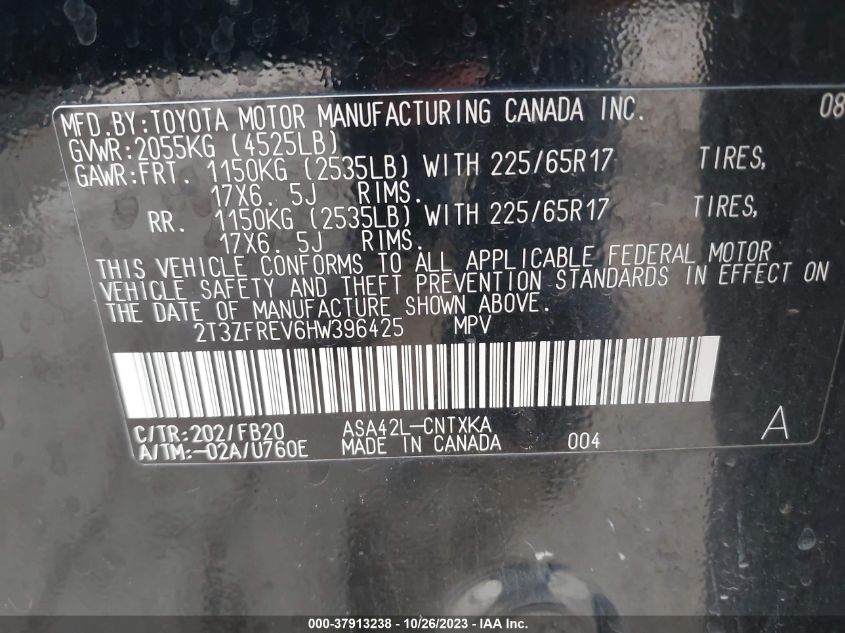 MFD.BY:TOYOTA MOTOR MANUFACTURING CANADA INC. 08
GVWR:2055KG (4525LB)
GAWR:FRT. 1150KG (2535LB) WITH 225/65R17 TIRES,
17X6. 5J RIMS.
RR. 1150KG (2535LB) WITH 225/65R17 TIRES,
17X6. 5J RIMS.
THIS VEHICLE CONFORMS TO ALL APPLICABLE FEDERAL MOTOR
VEHICLE SAFETY AND THEFT PREVENTION STANDARDS IN EFFECT ON
THE DATE OF MANUFACTURE SHOWN ABOVE.
2T3ZFREV6HW396425 MPV
C/TR:202/FB20 ASA42L-CNTXKA A
A/TM:-02A/U760E MADE IN CANADA 004
000-37913238 - 10/26/2023 - IAA Inc.